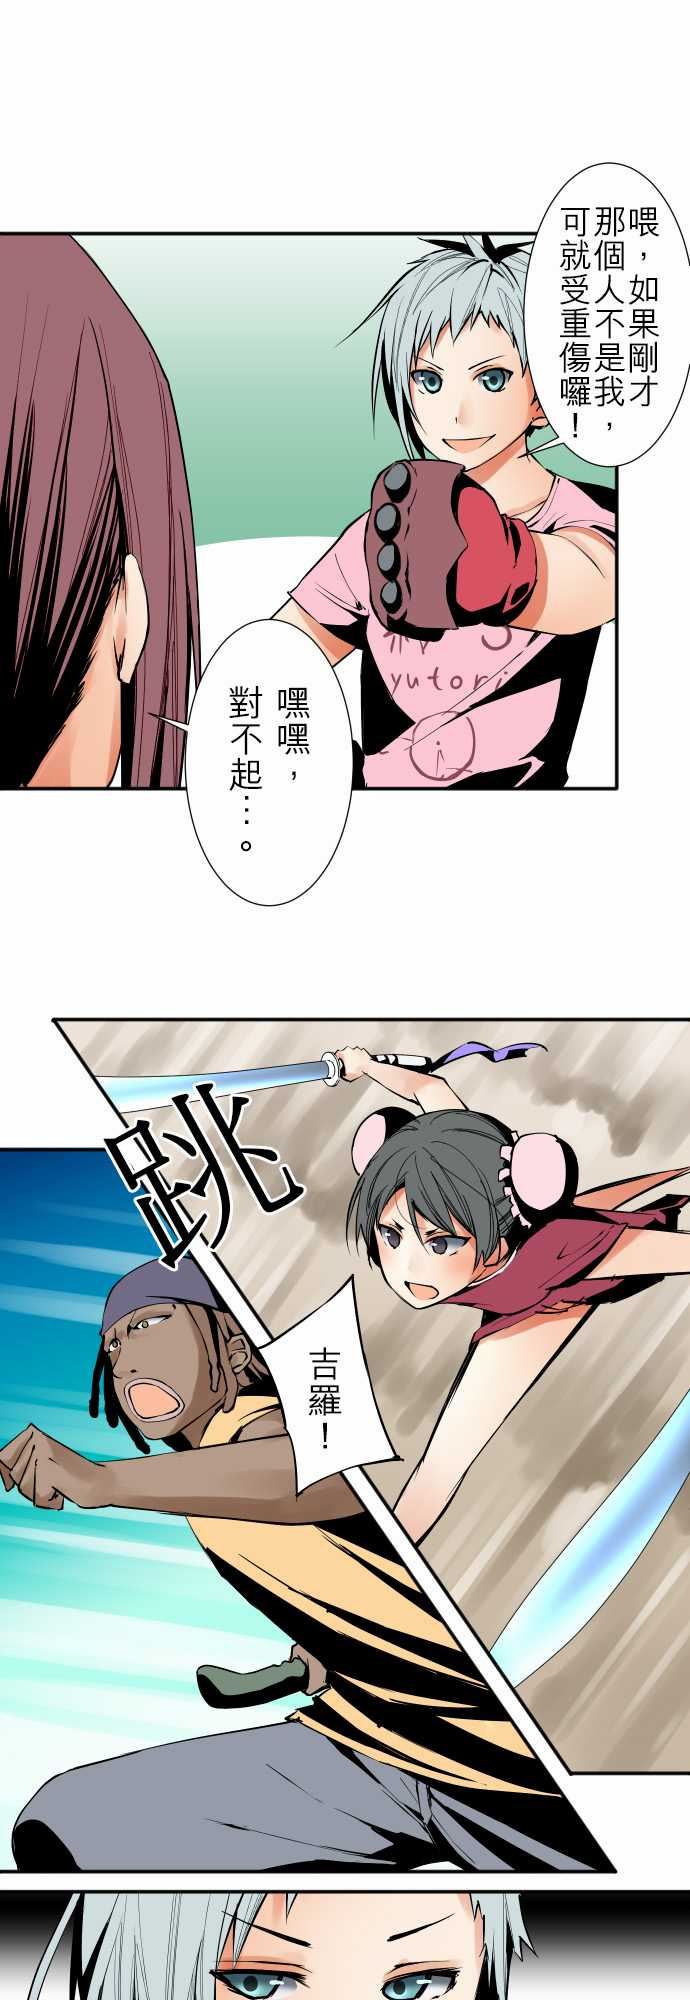 喂，如果剛才
那個人不是我，
可就受重傷囉！
yutori
嘿嘿，
對不起…。
跳
吉羅！